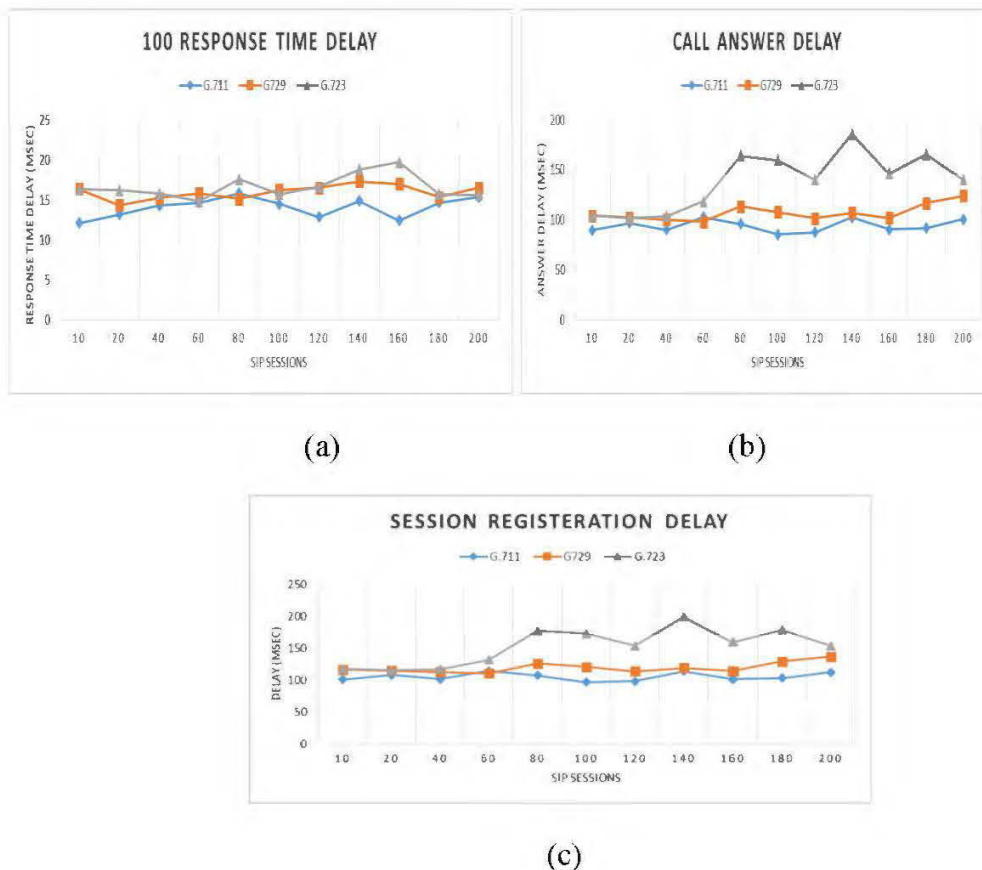 100 RESPONSE TIME DELAY
G.711 G729 G.723
RESPONSE TIME DELAY (MSEC)
25
20
15
10
5
0
10 20 40 60 80 100 120 140 160 180 200
SIP SESSIONS
(a)
CALL ANSWER DELAY
G.711 G729 G.723
ANSWER DELAY (MSEC)
200
150
100
50
0
10 20 40 60 80 100 120 140 160 180 200
SIP SESSIONS
(b)
SESSION REGISTERATION DELAY
G.711 G729 G.723
DELAY (MSEC)
250
200
150
100
50
0
10 20 40 60 80 100 120 140 160 180 200
SIP SESSIONS
(c)